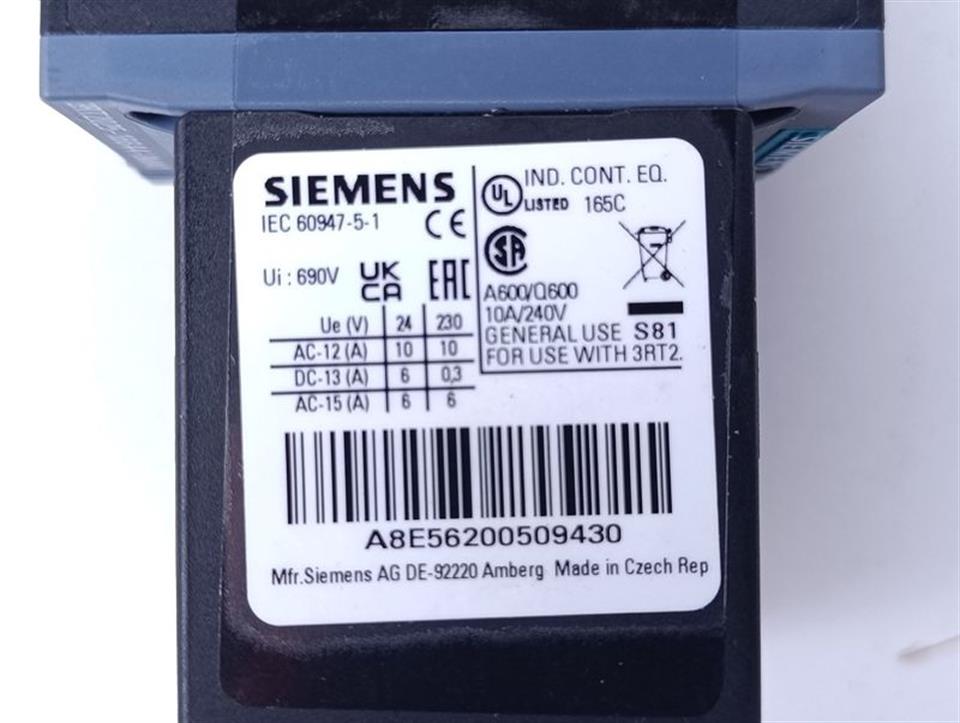 SIEMENS
IEC 60947-5-1
CE
Ui : 690V
UK
CA
EAC
Ue (V) 24 230
AC-12 (A) 10 10
DC-13 (A) 6 0,3
AC-15 (A) 6 6
UL IND. CONT. EQ.
LISTED 165C
SA
A600/Q600
10A/240V
GENERAL USE S81
FOR USE WITH 3RT2.
A8E56200509430
Mfr.Siemens AG DE-92220 Amberg Made in Czech Rep